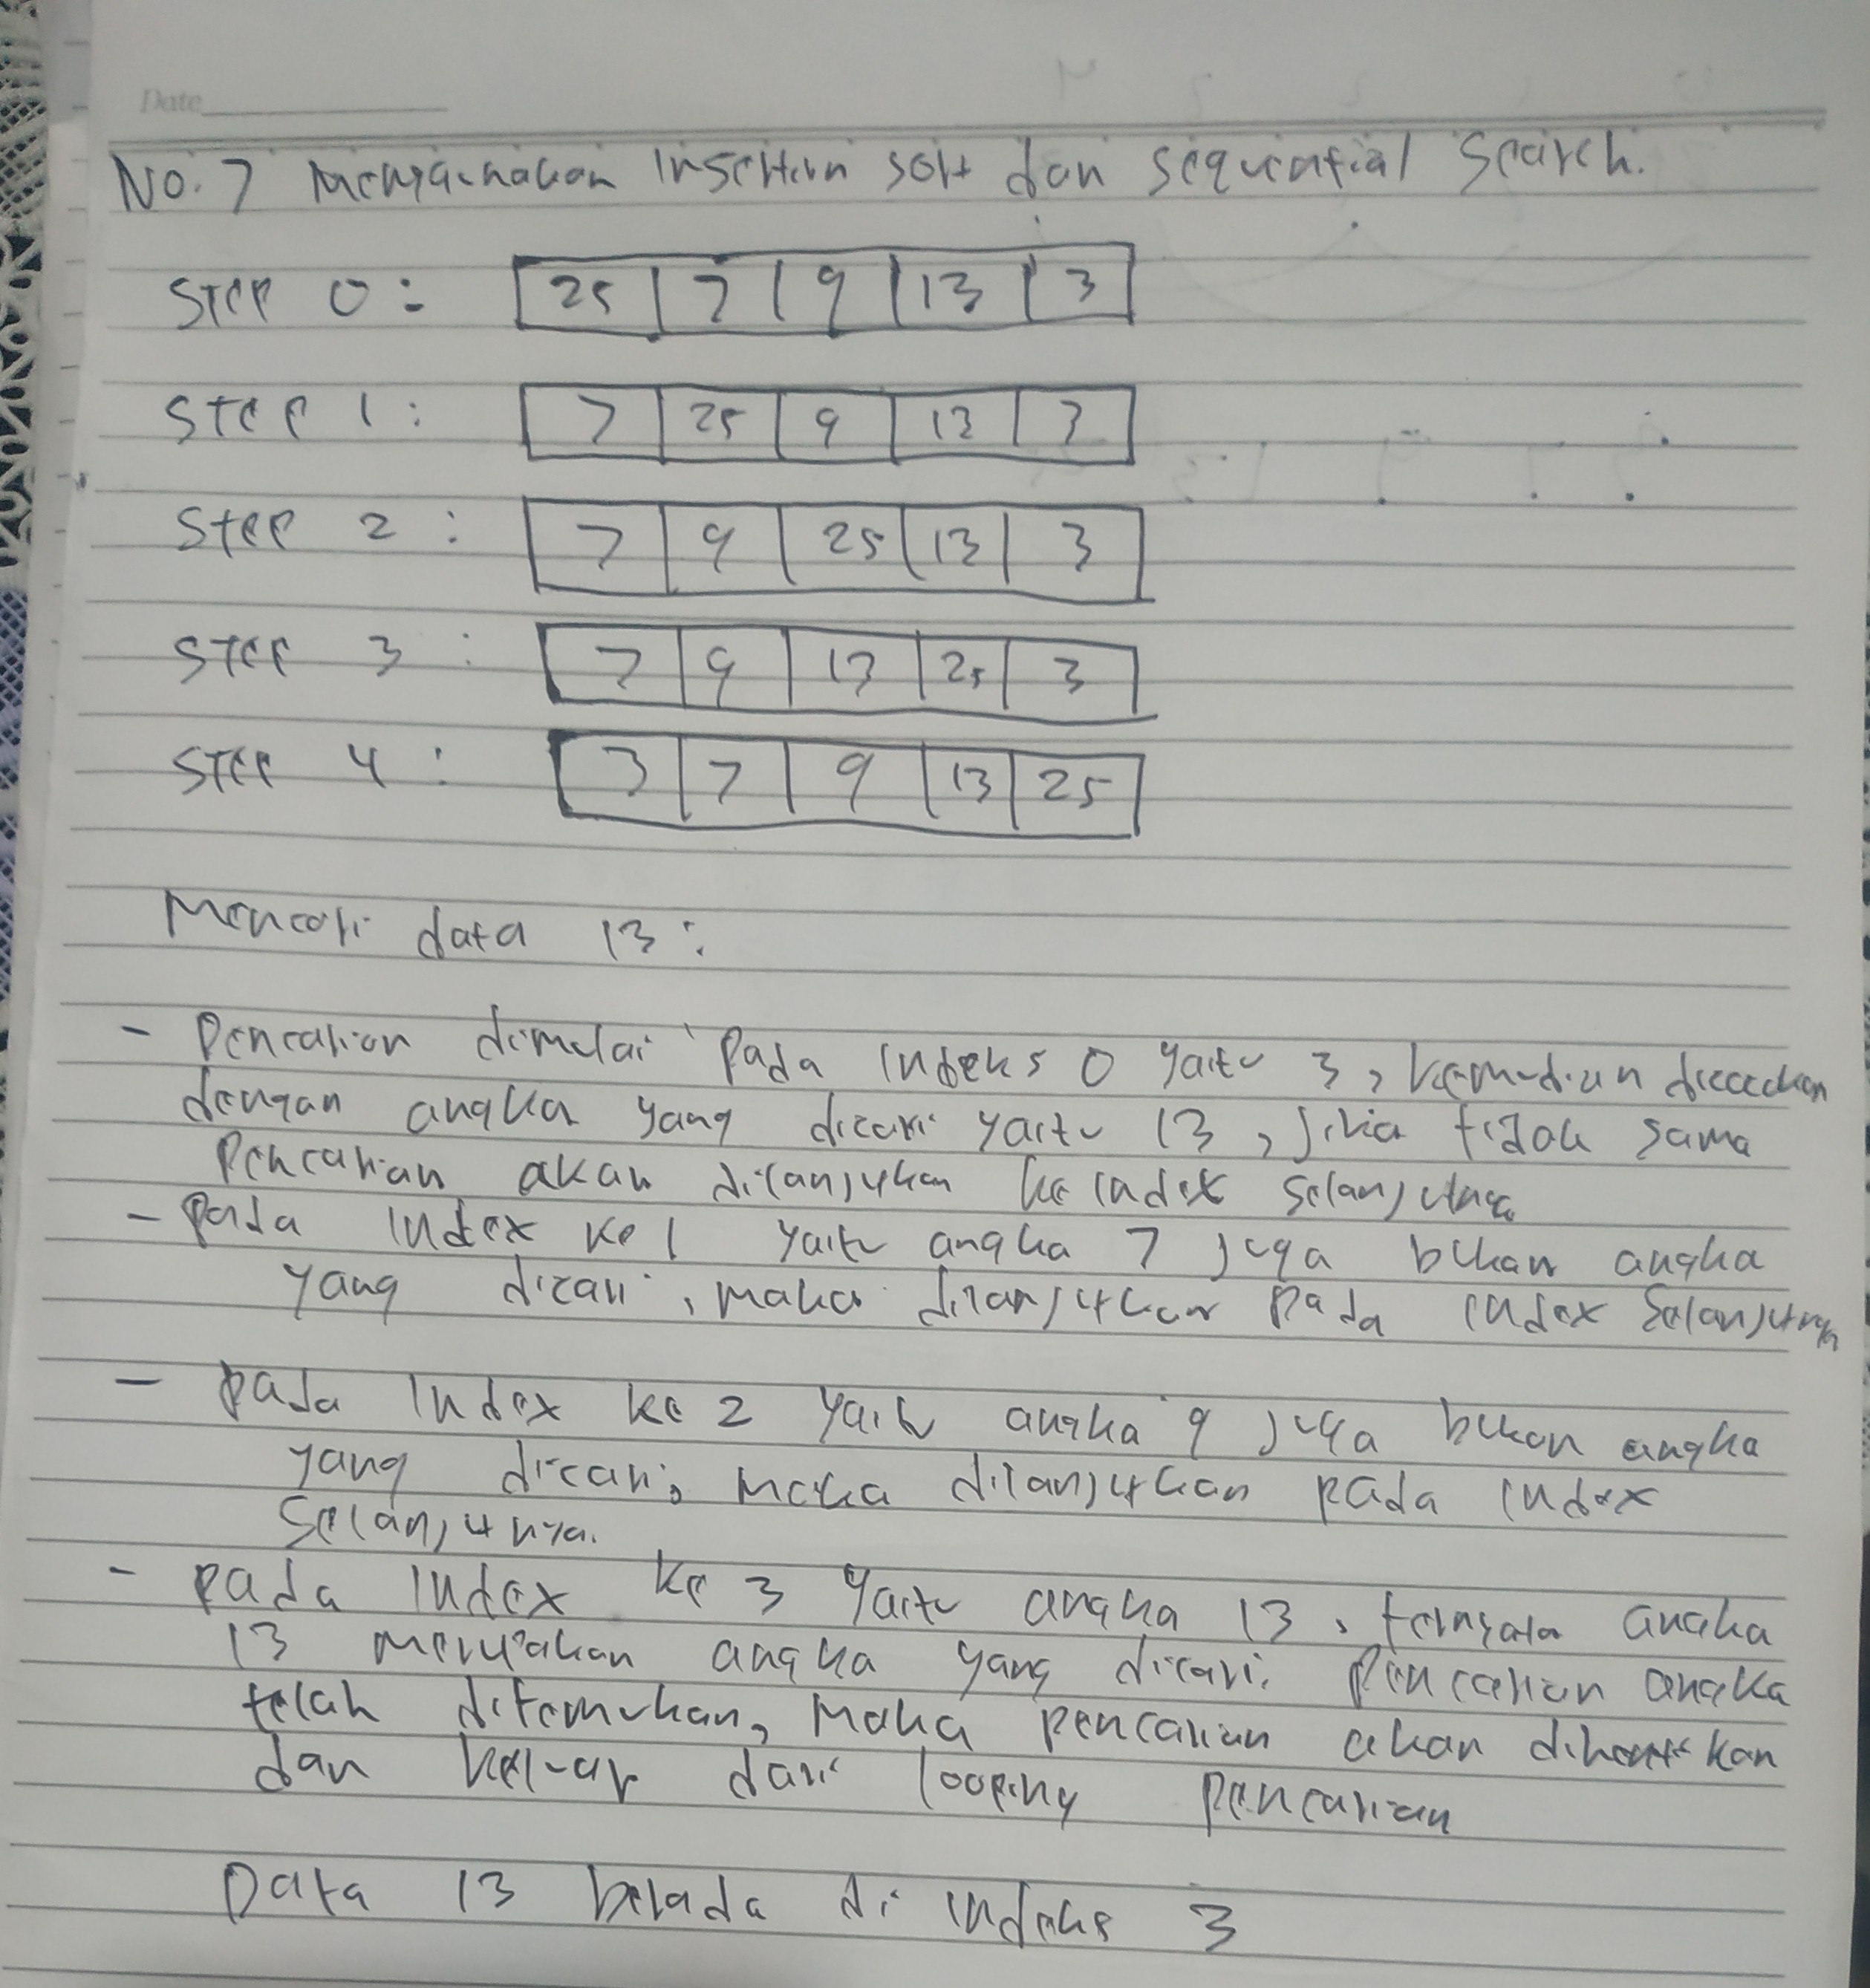 Date
No. 7 Menggunakan Insertion sort dan sequential search.
Step 0 : 25 7 9 13 3
Step 1 : 7 25 9 13 3
Step 2 : 7 9 25 13 3
Step 3 : 7 9 13 25 3
Step 4 : 3 7 9 13 25
Mencari data 13 :
- Pencarian dimulai pada indeks 0 yaitu 3, kemudian dicecekan
dengan angka yang dicari yaitu 13, jika tidak sama
Pencarian akan dilanjutkan ke index selanjutnya
- Pada index ke 1 yaitu angka 7 juga bukan angka
yang dicari, maka dilanjutkan pada index selanjutnya
- pada index ke 2 yaitu angka 9 juga bukan angka
yang dicari, maka dilanjutkan pada index
selanjutnya.
- pada index ke 3 yaitu angka 13, ternyata angka
13 merupakan angka yang dicari. Pencarian angka
telah ditemukan, maka pencarian akan dihentikan
dan keluar dari looping pencarian
Data 13 berada di indeks 3